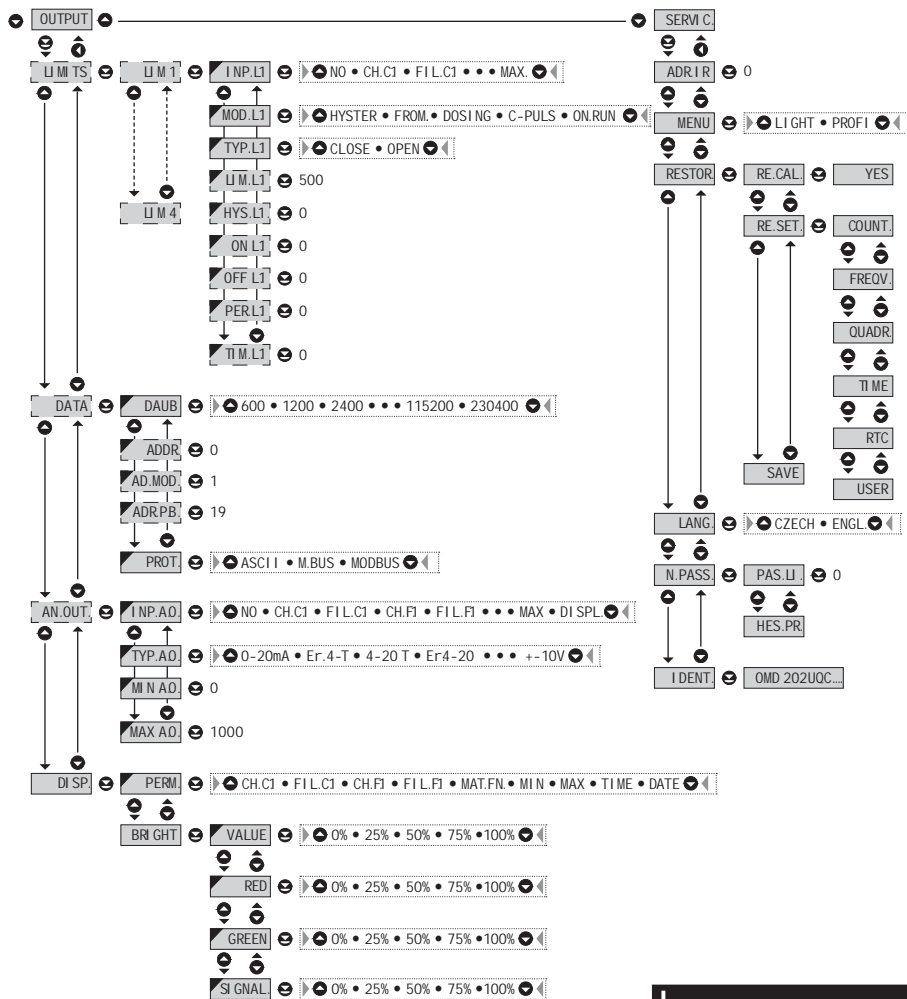 OUTPUT
LIMITS
LIM 1
INP.L1
NO • CH.C1 • FIL.C1 • • • MAX.
MOD.L1
HYSTER • FROM. • DOSING • C-PULS • ON.RUN
TYP.L1
CLOSE • OPEN
LIM.L1
500
LIM 4
HYS.L1
0
ON L1
0
OFF L1
0
PER.L1
0
TIM.L1
0
DATA
DAUB
600 • 1200 • 2400 • • • 115200 • 230400
ADDR.
0
AD.MOD.
1
ADR.P.B.
19
PROT.
ASCII • M.BUS • MODBUS
AN.OUT.
INP.A.O.
NO • CH.C1 • FIL.C1 • CH.F1 • FIL.F1 • • • MAX • DISPL.
TYP.A.O.
0-20mA • Er.4-T • 4-20 T • Er4-20 • • • +-10V
MIN A.O.
0
MAX A.O.
1000
DISP.
PERM.
CH.C1 • FIL.C1 • CH.F1 • FIL.F1 • MAT.FN. • MIN • MAX • TIME • DATE
BRIGHT
VALUE
0% • 25% • 50% • 75% •100%
RED
0% • 25% • 50% • 75% •100%
GREEN
0% • 25% • 50% • 75% •100%
SIGNAL.
0% • 25% • 50% • 75% •100%
SERVIC.
ADR.IR
0
MENU
LIGHT • PROFI
RESTOR.
RE.CAL.
YES
RE.SET.
COUNT.
FREQV.
QUADR.
TIME
RTC
SAVE
USER
LANG.
CZECH • ENGL.
N.PASS.
PAS.LI.
0
HES.PR.
IDENT.
OMD 202UQC....